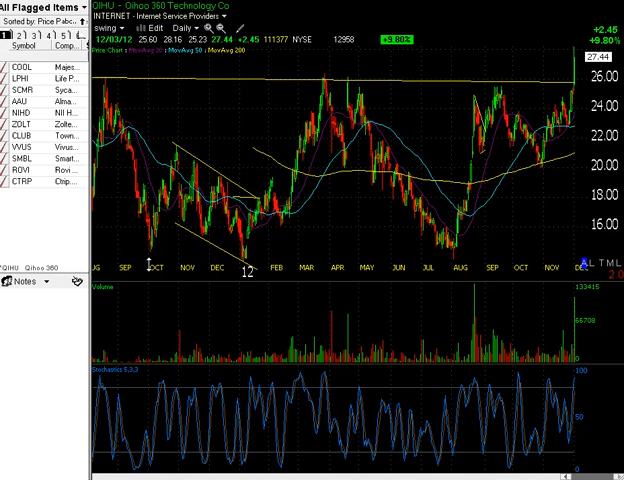 All Flagged Items
Sorted by: Price P
Symbol Comp...
COOL Majes...
LPHI Life P...
SCMR Syca...
AAU Alma...
NIHD NII H...
ZOLT Zolte...
CLUB Town...
VVUS Vivus...
SMBL Smart...
ROVI Rovi ...
CTRP Ctrip....
*QIHU Qihoo 360
Notes
QIHU - Qihoo 360 Technology Co
INTERNET - Internet Service Providers
swing Edit Daily
12/03/12 25.60 28.16 25.23 27.44 +2.45 111377 NYSE 12958 +9.80%
+2.45
+9.80%
Price Chart : MovAvg 20 : MovAvg 50 : MovAvg 200
27.44
26.00
24.00
22.00
20.00
18.00
16.00
SEP OCT NOV DEC 12 FEB MAR APR MAY JUN JUL AUG SEP OCT NOV
A L T M L
2.0
Volume
133415
66708
Stochastics 5,3,3
100
50
0